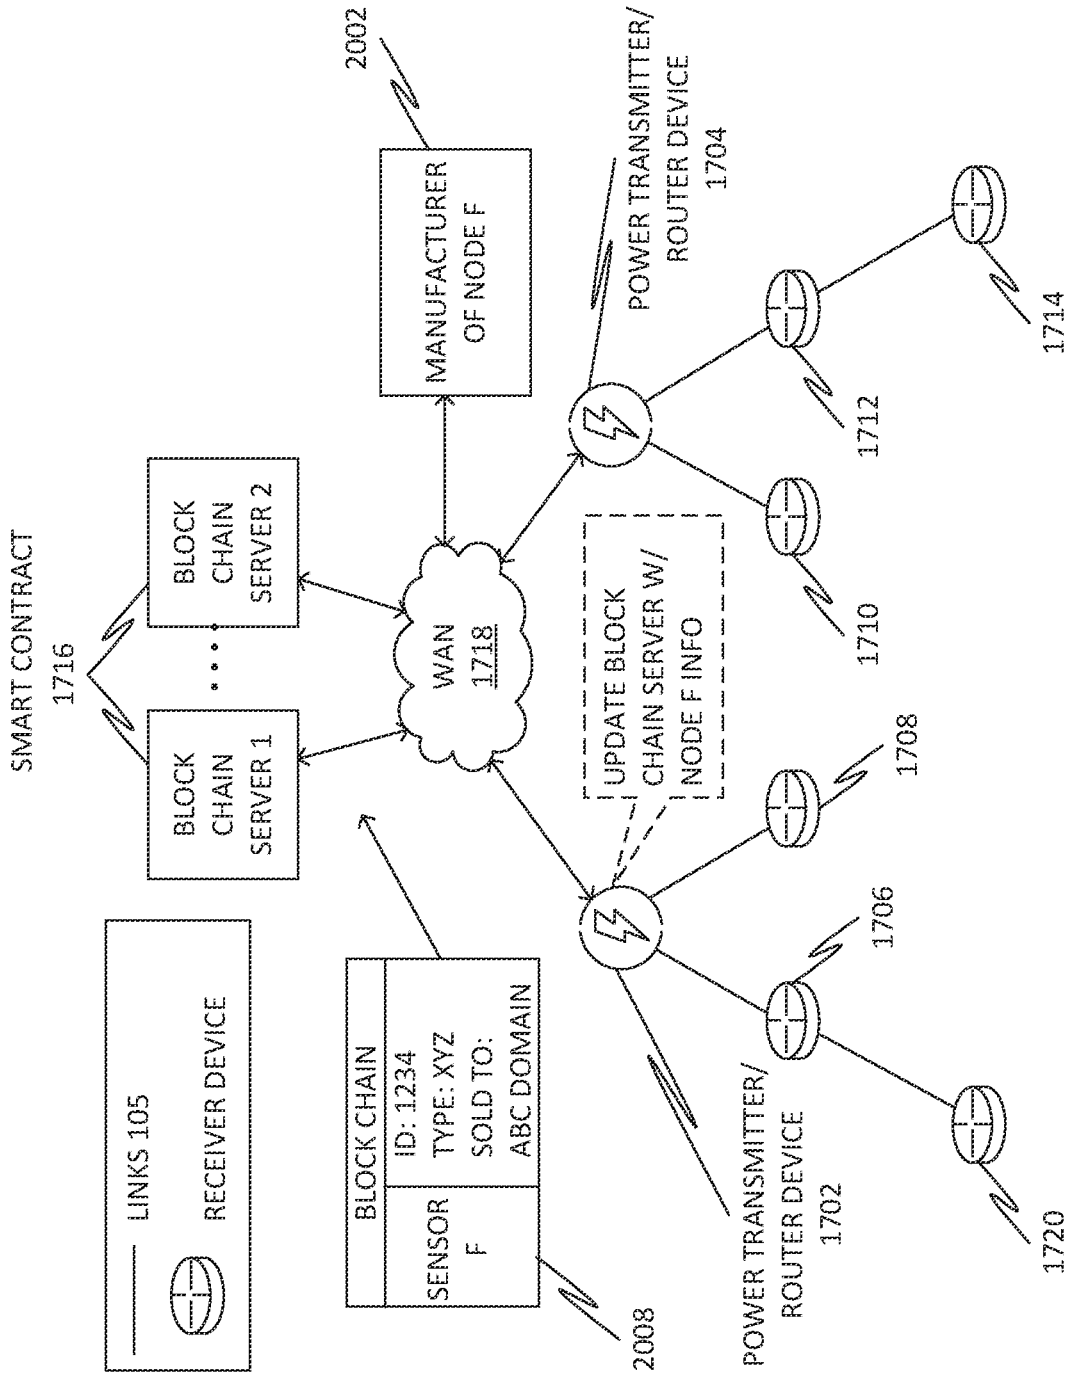 LINKS 105
RECEIVER DEVICE
SMART CONTRACT
1716
BLOCK
CHAIN
SERVER 1
BLOCK
CHAIN
SERVER 2
BLOCK CHAIN
SENSOR
F
ID: 1234
TYPE: XYZ
SOLD TO:
ABC DOMAIN
2008
WAN
1718
MANUFACTURER
OF NODE F
2002
UPDATE BLOCK
CHAIN SERVER W/
NODE F INFO
POWER TRANSMITTER/
ROUTER DEVICE
1702
POWER TRANSMITTER/
ROUTER DEVICE
1704
1706
1708
1710
1712
1720
1714